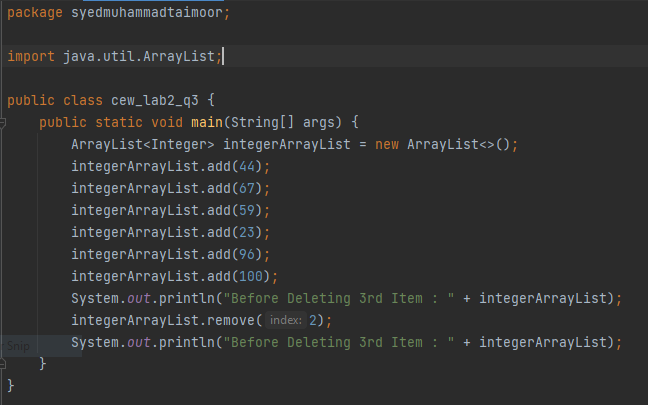 package syedmuhammadtaimoor;
import java.util.ArrayList;
public class cew_lab2_q3 {
public static void main(String[] args) {
ArrayList<Integer> integerArrayList = new ArrayList<>();
integerArrayList.add(44);
integerArrayList.add(67);
integerArrayList.add(59);
integerArrayList.add(23);
integerArrayList.add(96);
integerArrayList.add(100);
System.out.println("Before Deleting 3rd Item : " + integerArrayList);
integerArrayList.remove( index: 2);
System.out.println("Before Deleting 3rd Item : " + integerArrayList);
Snip
}
}